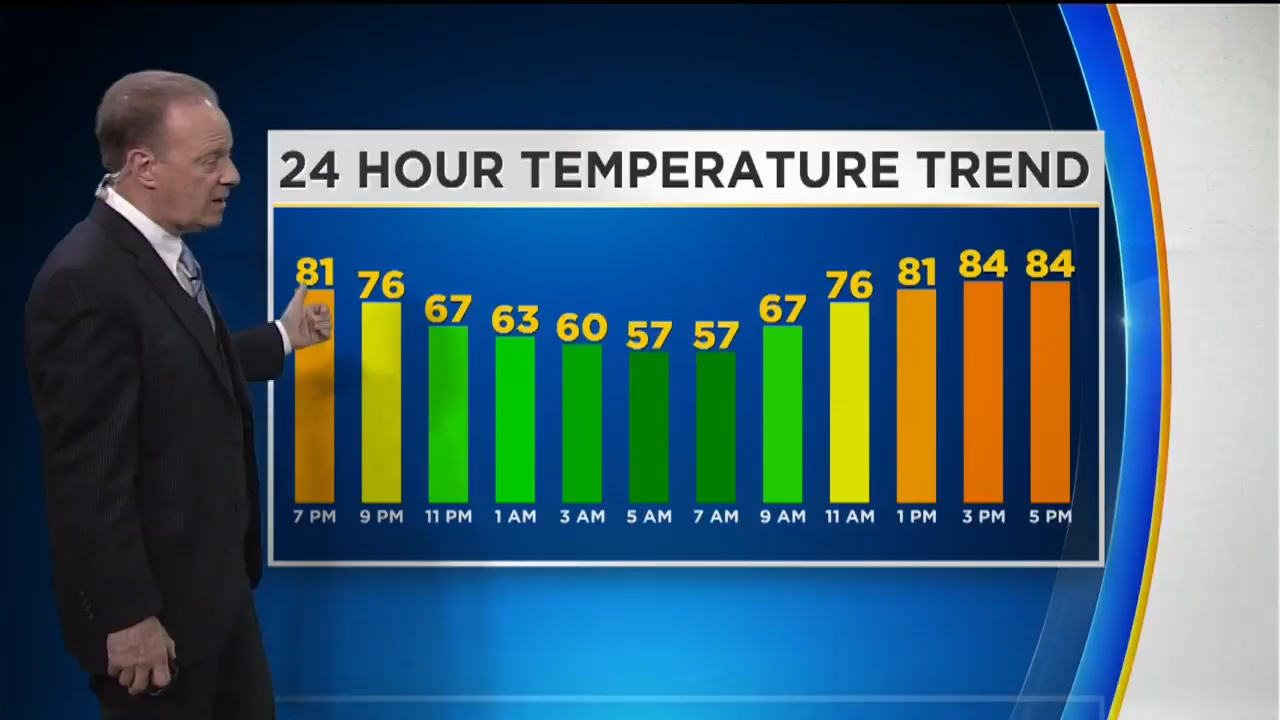 24 HOUR TEMPERATURE TREND
81 76 67 63 60 57 57 67 76 81 84 84
7 PM 9 PM 11 PM 1 AM 3 AM 5 AM 7 AM 9 AM 11 AM 1 PM 3 PM 5 PM